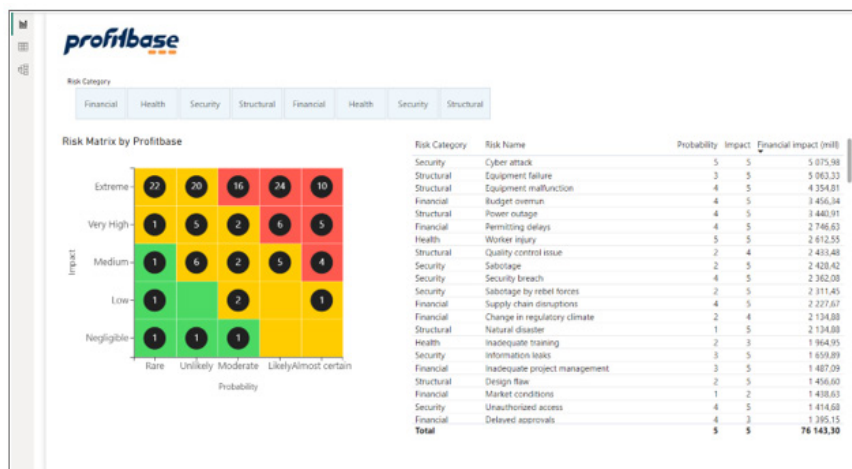 profitbase
Risk Category
Financial Health Security Structural Financial Health Security Structural
Risk Matrix by Profitbase
Impact
Extreme 22 20 16 24 10
Very High 1 5 2 6 5
Medium 1 6 2 5 4
Low 1 2 1
Negligible 1 1 1
Rare Unlikely Moderate Likely Almost certain
Probability
Risk Category Risk Name Probability Impact Financial impact (mill)
Security Cyber attack 5 5 5 075,98
Structural Equipment failure 3 5 5 063,33
Structural Equipment malfunction 4 5 4 354,81
Financial Budget overrun 4 5 3 456,34
Structural Power outage 4 5 3 440,91
Financial Permitting delays 4 5 2 746,63
Health Worker injury 5 5 2 612,55
Structural Quality control issue 2 4 2 433,48
Security Sabotage 2 5 2 428,42
Security Security breach 4 5 2 362,08
Security Sabotage by rebel forces 2 5 2 311,45
Financial Supply chain disruptions 4 5 2 227,67
Financial Change in regulatory climate 2 4 2 134,88
Structural Natural disaster 1 5 2 134,88
Health Inadequate training 2 3 1 964,95
Security Information leaks 3 5 1 659,89
Financial Inadequate project management 3 5 1 487,09
Structural Design flaw 2 5 1 456,60
Financial Market conditions 1 2 1 438,63
Security Unauthorized access 4 5 1 414,68
Financial Delayed approvals 4 3 1 395,15
Total 5 5 76 143,30